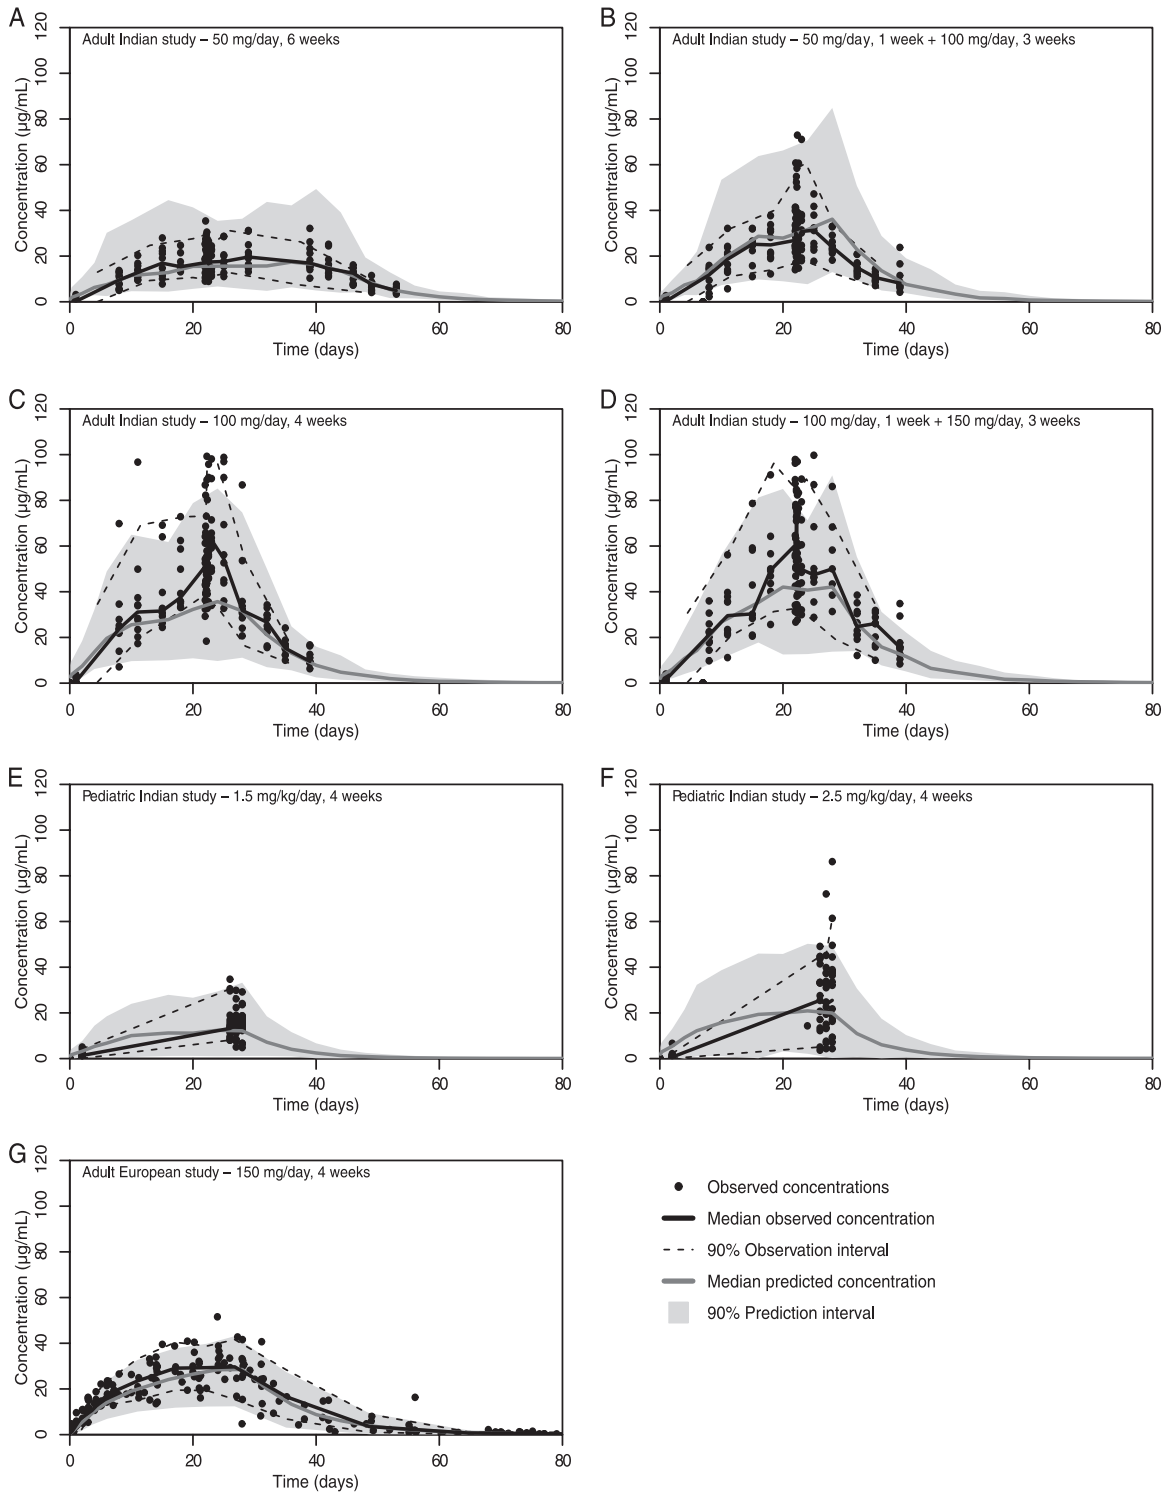 A
Adult Indian study – 50 mg/day, 6 weeks
Concentration (µg/mL)
0 20 40 60 80 100 120
0 20 40 60 80
Time (days)
B
Adult Indian study – 50 mg/day, 1 week + 100 mg/day, 3 weeks
Concentration (µg/mL)
0 20 40 60 80 100 120
0 20 40 60 80
Time (days)
C
Adult Indian study – 100 mg/day, 4 weeks
Concentration (µg/mL)
0 20 40 60 80 100 120
0 20 40 60 80
Time (days)
D
Adult Indian study – 100 mg/day, 1 week + 150 mg/day, 3 weeks
Concentration (µg/mL)
0 20 40 60 80 100 120
0 20 40 60 80
Time (days)
E
Pediatric Indian study – 1.5 mg/kg/day, 4 weeks
Concentration (µg/mL)
0 20 40 60 80 100 120
0 20 40 60 80
Time (days)
F
Pediatric Indian study – 2.5 mg/kg/day, 4 weeks
Concentration (µg/mL)
0 20 40 60 80 100 120
0 20 40 60 80
Time (days)
G
Adult European study – 150 mg/day, 4 weeks
Concentration (µg/mL)
0 20 40 60 80 100 120
0 20 40 60 80
Time (days)
Observed concentrations
Median observed concentration
90% Observation interval
Median predicted concentration
90% Prediction interval